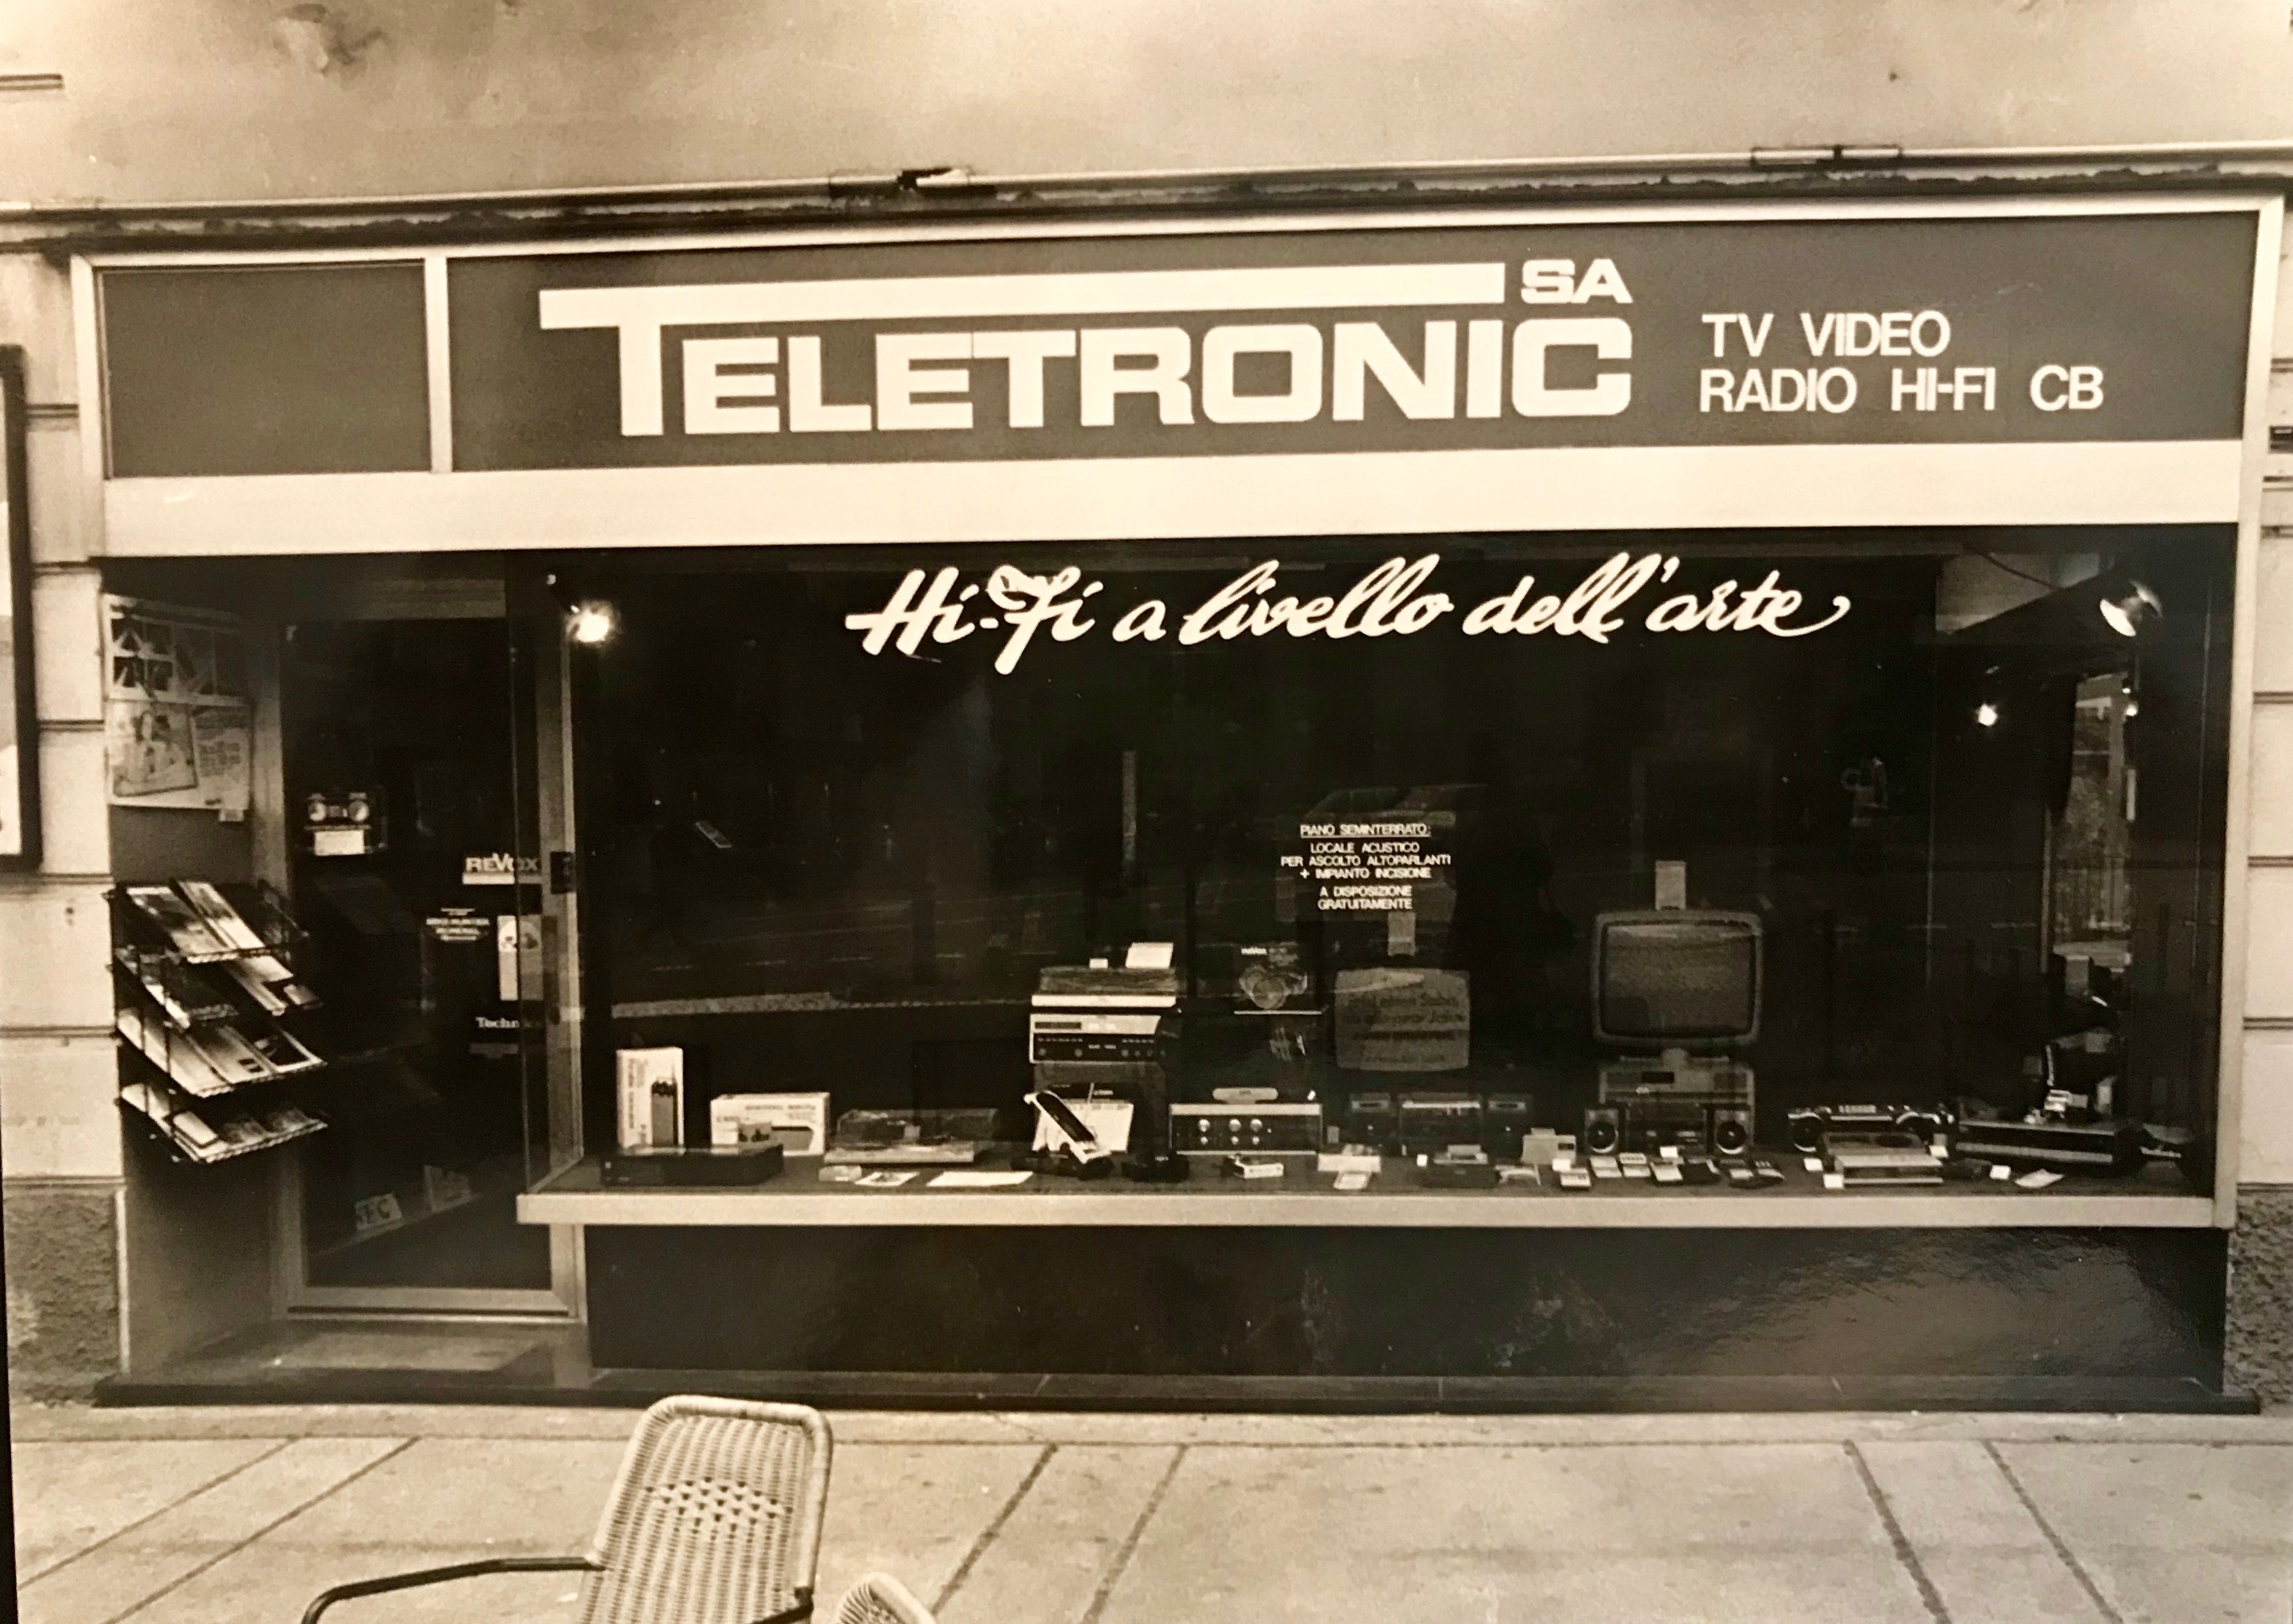 TELETRONIC SA
TV VIDEO
RADIO HI-FI CB
Hi-Fi a livello dell'arte
PIANO SEMINTERRATO:
LOCALE ACUSTICO
PER ASCOLTO ALTOPARLANTI
+ IMPIANTO INCISIONE
A DISPOSIZIONE
GRATUITAMENTE
REVOX
Technics